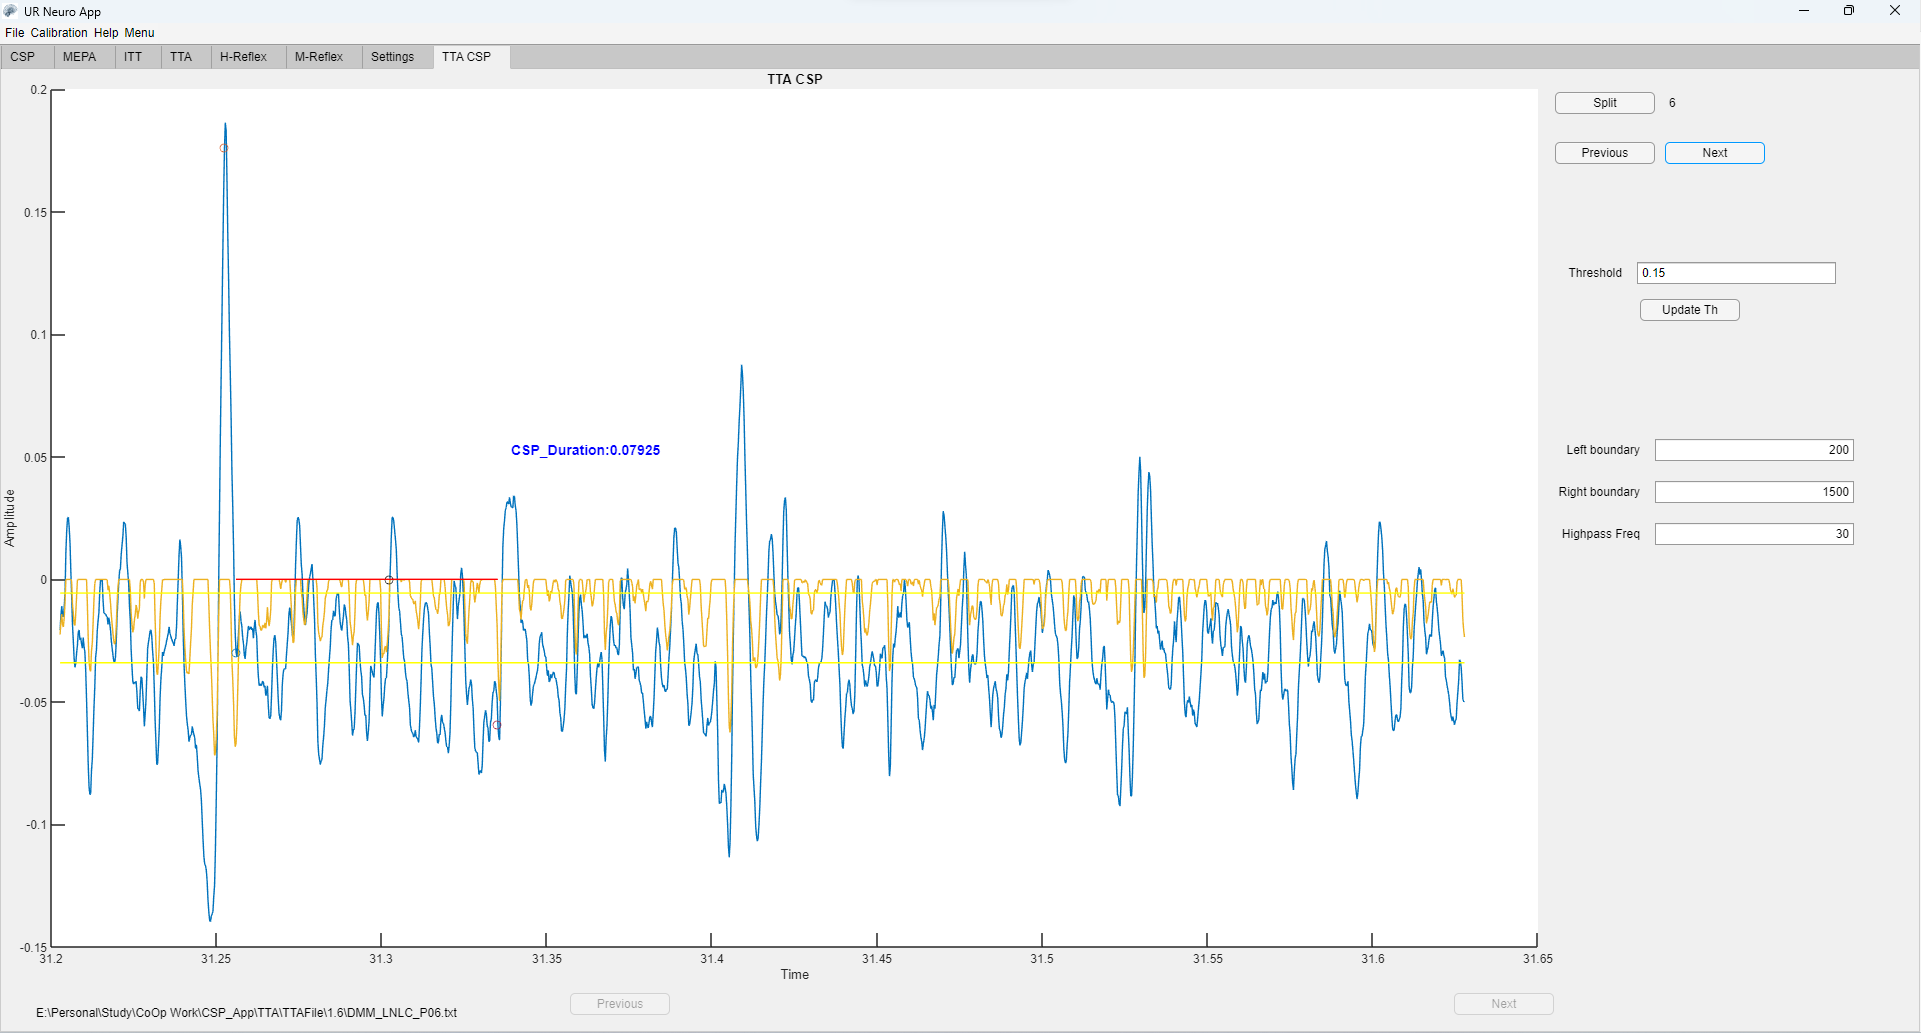 UR Neuro App
File Calibration Help Menu
CSP MEPA ITT TTA H-Reflex M-Reflex Settings TTA CSP
TTA CSP
0.2
0.15
0.1
0.05
0
-0.05
-0.1
-0.15
Amplitude
CSP_Duration:0.07925
31.2 31.25 31.3 31.35 31.4 31.45 31.5 31.55 31.6 31.65
Time
Split 6
Previous Next
Threshold 0.15
Update Th
Left boundary 200
Right boundary 1500
Highpass Freq 30
Previous Next
E:\Personal\Study\CoOp Work\CSP_App\TTA\TTAFile\1.6\DMM_LNLC_P06.txt